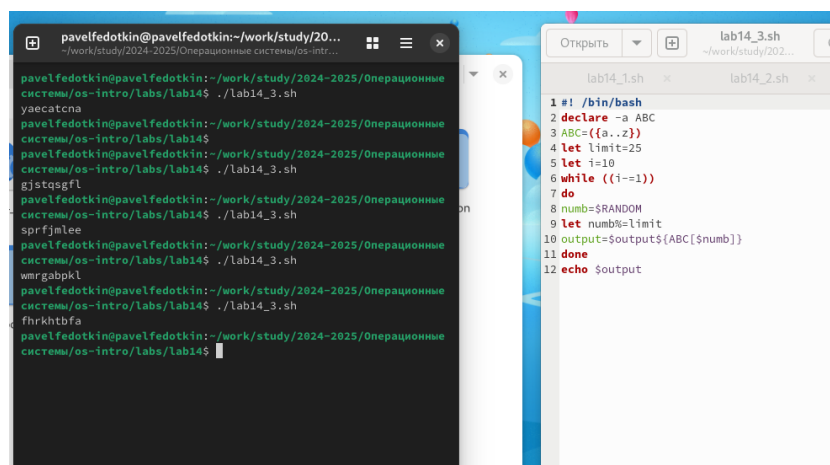 pavelfedotkin@pavelfedotkin:~/work/study/20...
~/work/study/2024-2025/Операционные системы/os-intr...
pavelfedotkin@pavelfedotkin:~/work/study/2024-2025/Операционные
системы/os-intro/labs/lab14$ ./lab14_3.sh
yaecatcna
pavelfedotkin@pavelfedotkin:~/work/study/2024-2025/Операционные
системы/os-intro/labs/lab14$
pavelfedotkin@pavelfedotkin:~/work/study/2024-2025/Операционные
системы/os-intro/labs/lab14$ ./lab14_3.sh
gjstqsgfl
pavelfedotkin@pavelfedotkin:~/work/study/2024-2025/Операционные
системы/os-intro/labs/lab14$ ./lab14_3.sh
sprfjmlee
pavelfedotkin@pavelfedotkin:~/work/study/2024-2025/Операционные
системы/os-intro/labs/lab14$ ./lab14_3.sh
wmrgabpkl
pavelfedotkin@pavelfedotkin:~/work/study/2024-2025/Операционные
системы/os-intro/labs/lab14$ ./lab14_3.sh
fhrkhtbfa
pavelfedotkin@pavelfedotkin:~/work/study/2024-2025/Операционные
системы/os-intro/labs/lab14$
on
Открыть
lab14_3.sh
~/work/study/202...
lab14_1.sh
lab14_2.sh
1 #! /bin/bash
2 declare -a ABC
3 ABC=({a..z})
4 let limit=25
5 let i=10
6 while ((i-=1))
7 do
8 numb=$RANDOM
9 let numb%=limit
10 output=$output${ABC[$numb]}
11 done
12 echo $output